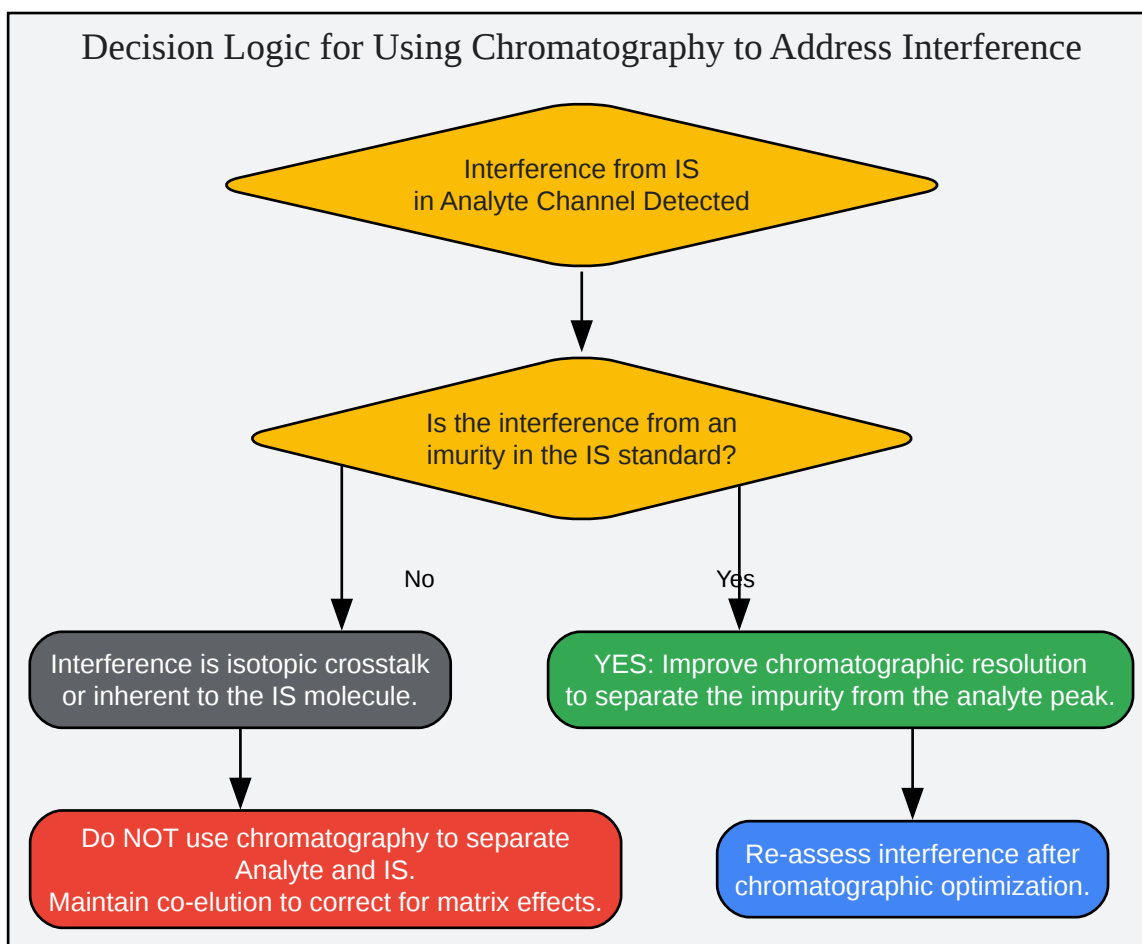 Decision Logic for Using Chromatography to Address Interference
Interference from IS
in Analyte Channel Detected
Is the interference from an
imurity in the IS standard?
No
Yes
Interference is isotopic crosstalk
or inherent to the IS molecule.
YES: Improve chromatographic resolution
to separate the impurity from the analyte peak.
Do NOT use chromatography to separate
Analyte and IS.
Maintain co-elution to correct for matrix effects.
Re-assess interference after
chromatographic optimization.